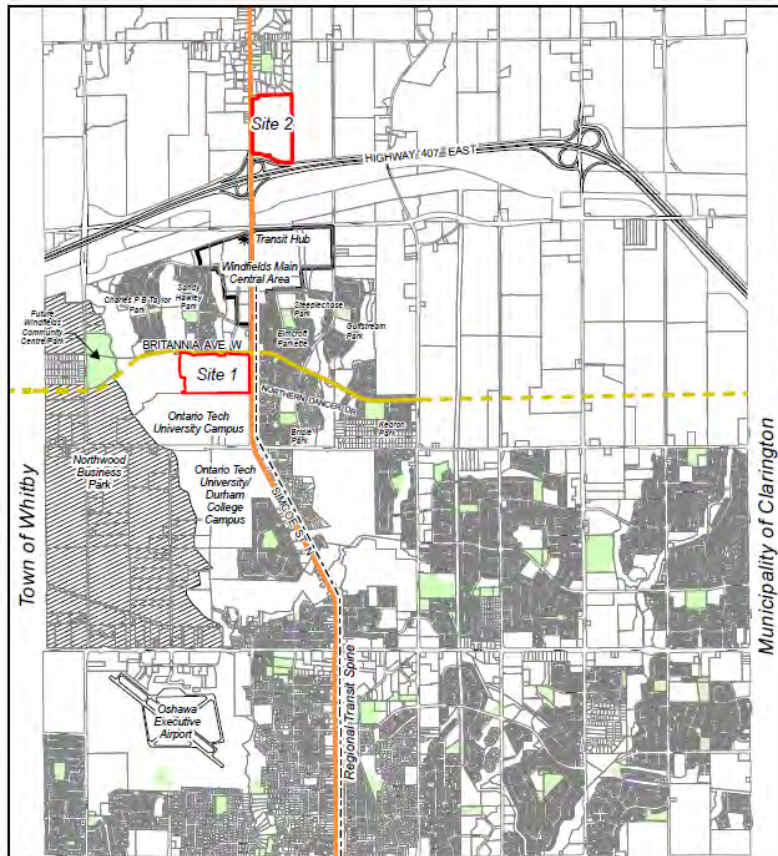 Site 2
HIGHWAY 407 EAST
Transit Hub
Windfields Main
Central Area
Charles P B Taylor
Park
Sandy
Hawley
Park
Steeplechase
Park
Gulfstream
Park
Elmcroft
Parkette
Future
Windfields
Community
Centre/Park
BRITANNIA AVE W
Site 1
NORTHERN DANCER DR
Ontario Tech
University Campus
Bridle
Park
Kedron
Park
Northwood
Business
Park
Ontario Tech
University/
Durham
College
Campus
SIMCOE ST N
Town of Whitby
Municipality of Clarington
Regional Transit Spine
Oshawa
Executive
Airport